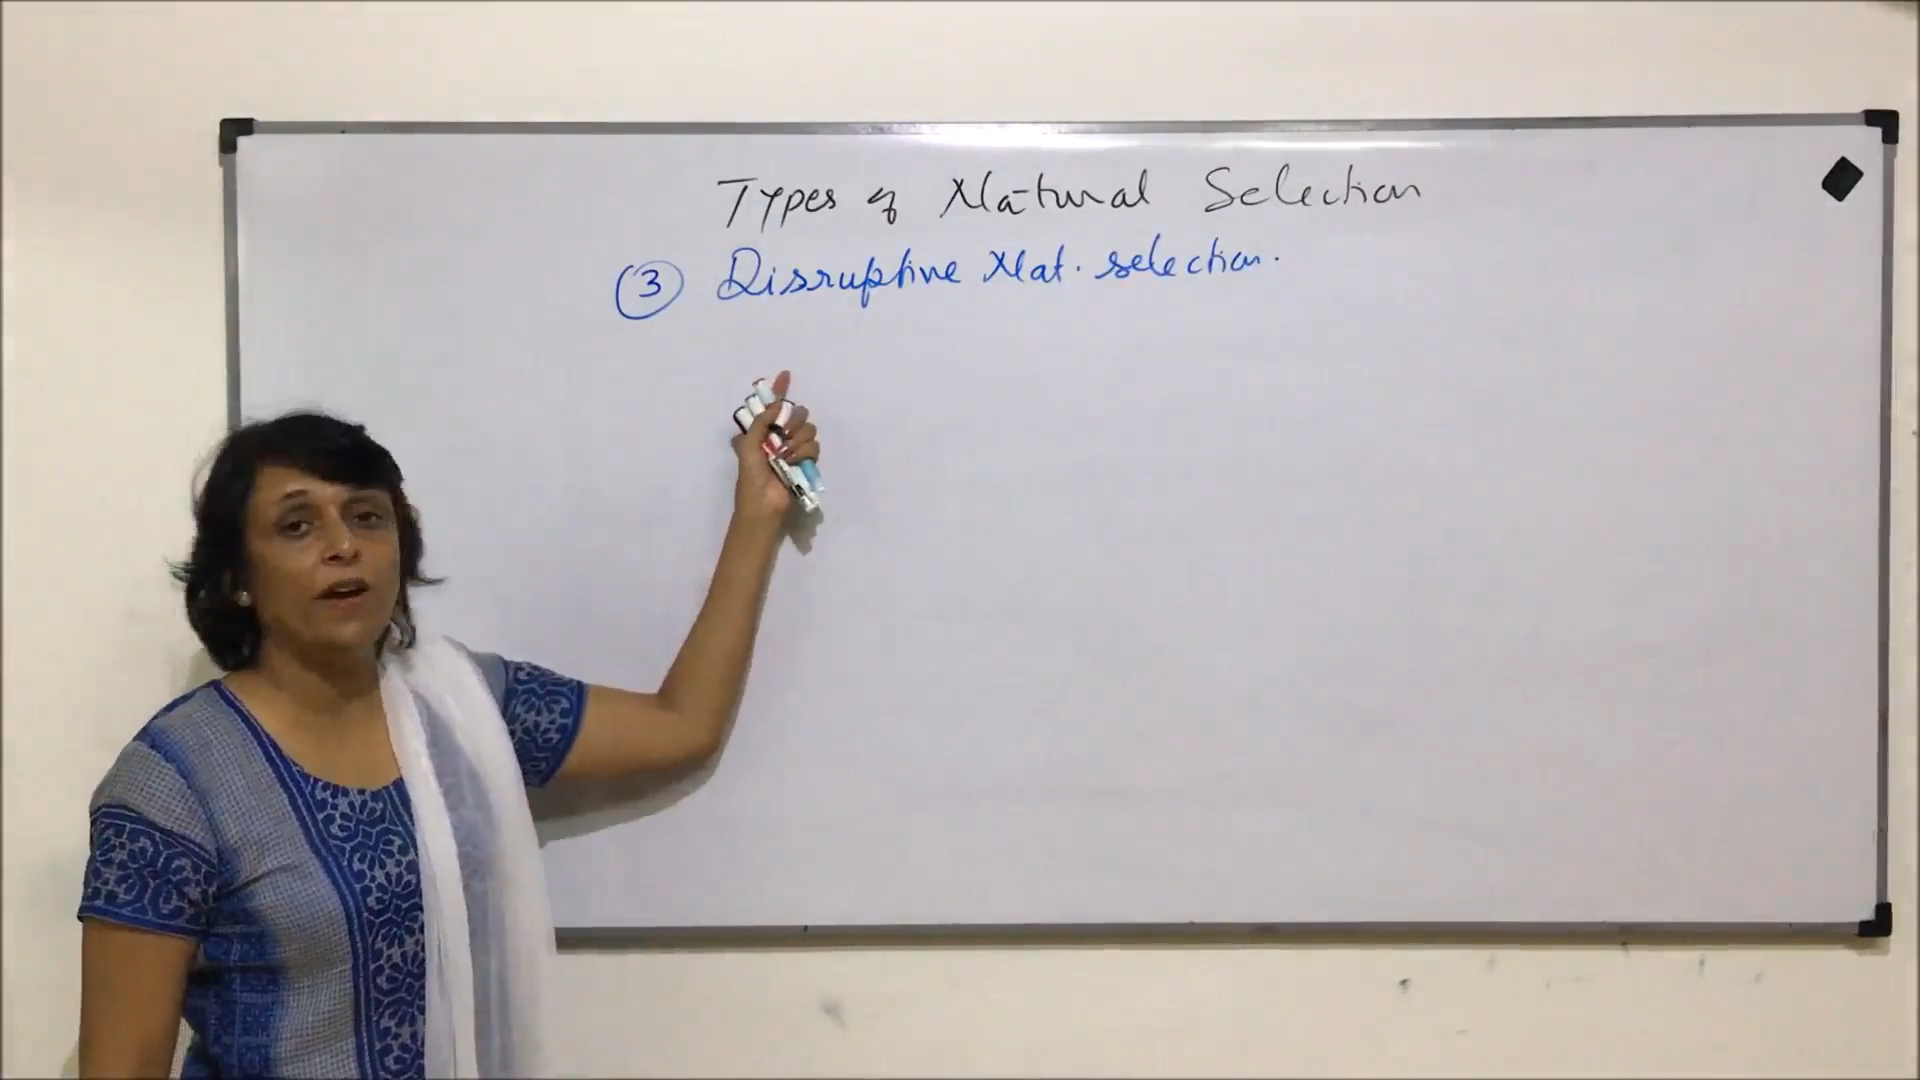 Types of Natural Selection
③ Disruptive Nat. selection.